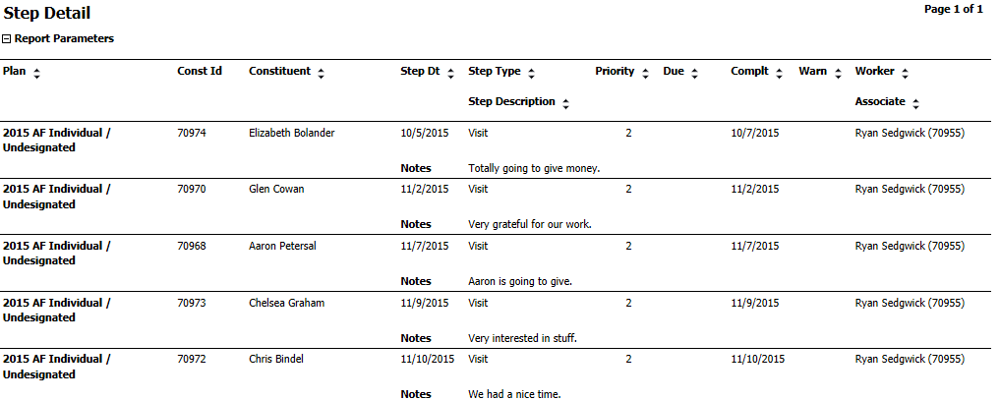 Step Detail
Page 1 of 1
Report Parameters
Plan Const Id Constituent Step Dt Step Type Priority Due Complt Warn Worker
Step Description Associate
2015 AF Individual / 70974 Elizabeth Bolander 10/5/2015 Visit 2 10/7/2015 Ryan Sedgwick (70955)
Undesignated
Notes Totally going to give money.
2015 AF Individual / 70970 Glen Cowan 11/2/2015 Visit 2 11/2/2015 Ryan Sedgwick (70955)
Undesignated
Notes Very grateful for our work.
2015 AF Individual / 70968 Aaron Petersal 11/7/2015 Visit 2 11/7/2015 Ryan Sedgwick (70955)
Undesignated
Notes Aaron is going to give.
2015 AF Individual / 70973 Chelsea Graham 11/9/2015 Visit 2 11/9/2015 Ryan Sedgwick (70955)
Undesignated
Notes Very interested in stuff.
2015 AF Individual / 70972 Chris Bindel 11/10/2015 Visit 2 11/10/2015 Ryan Sedgwick (70955)
Undesignated
Notes We had a nice time.